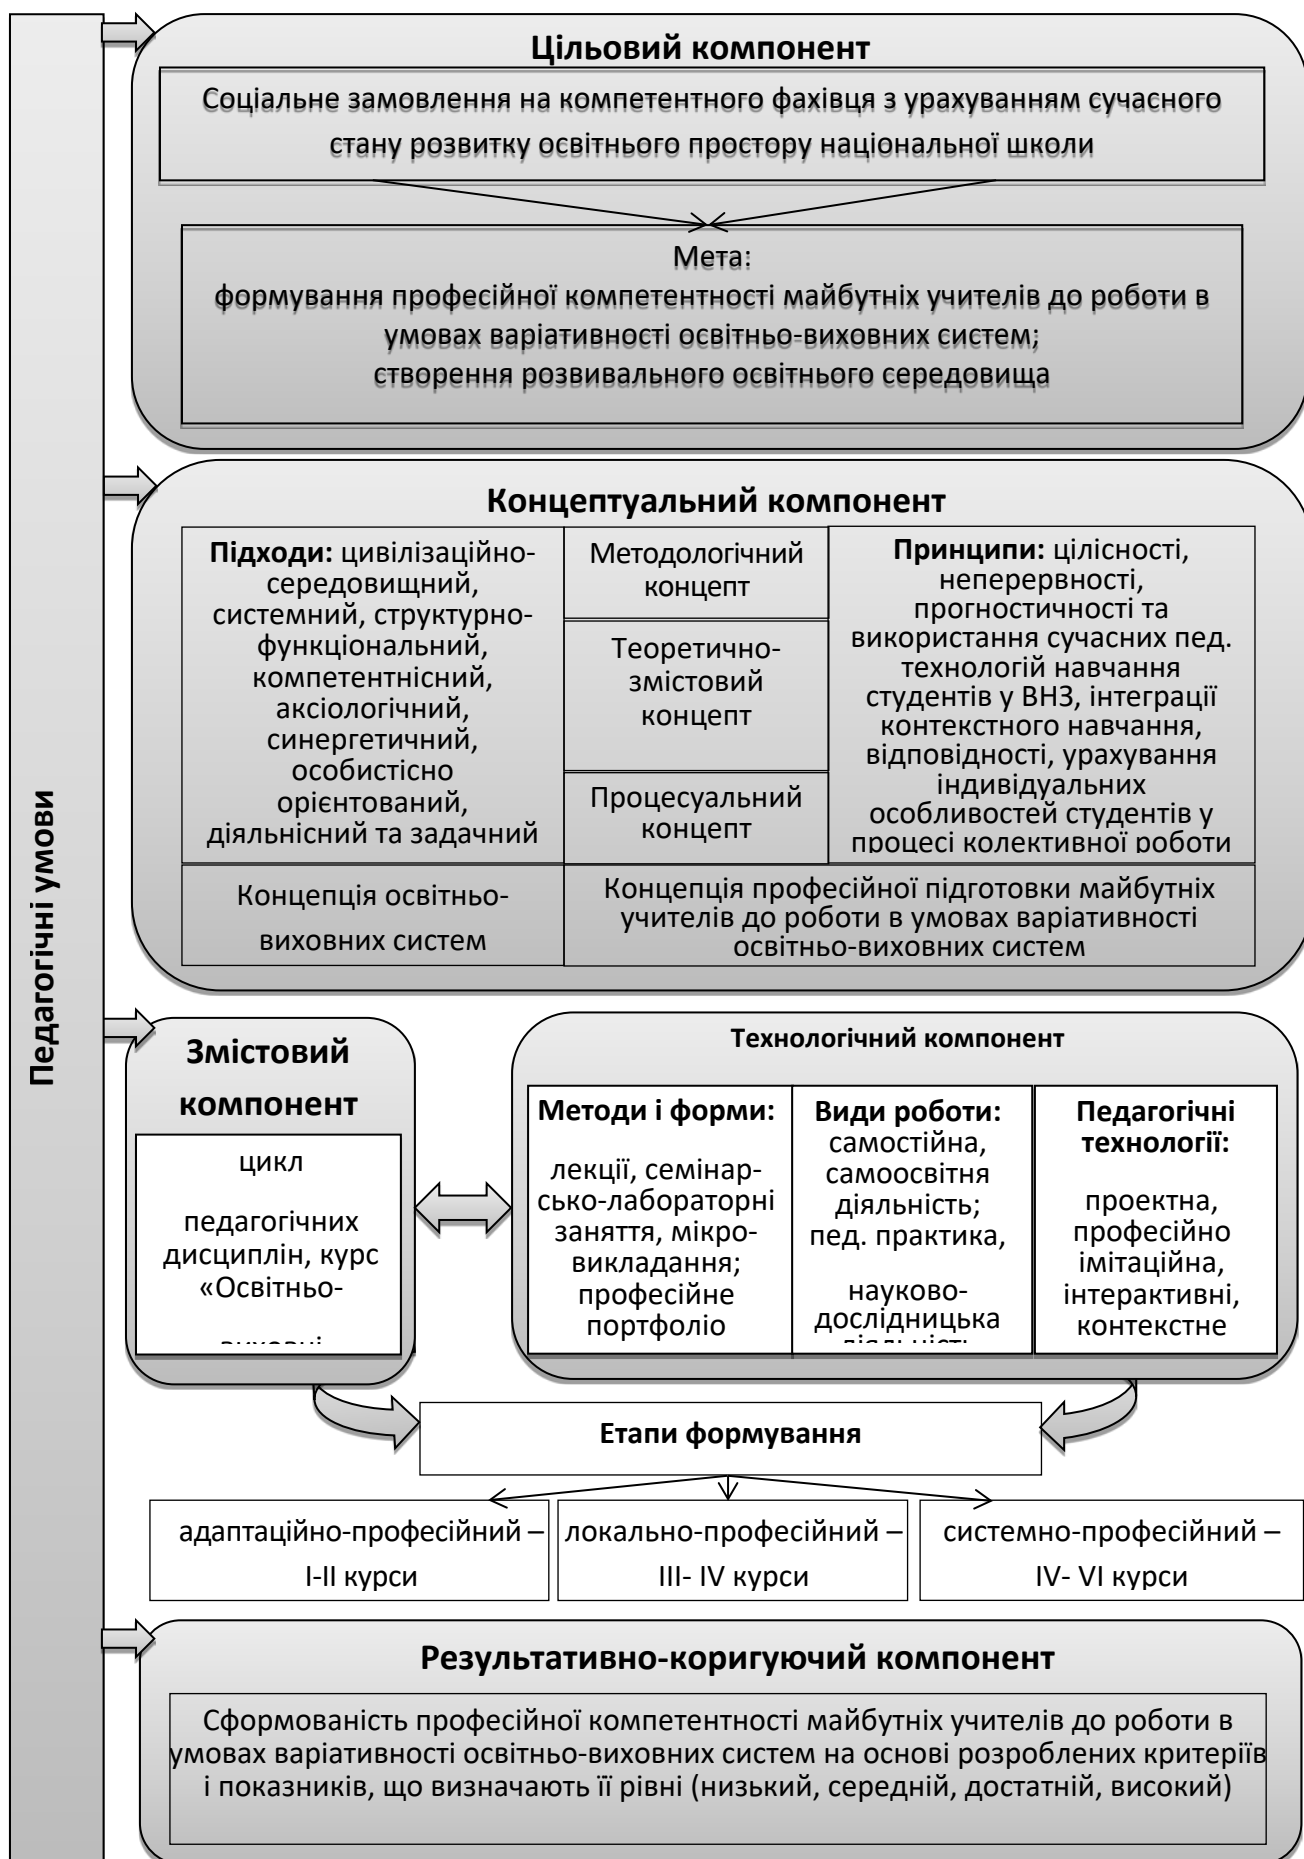 Педагогічні умови
Цільовий компонент
Соціальне замовлення на компетентного фахівця з урахуванням сучасного
стану розвитку освітнього простору національної школи
Мета:
формування професійної компетентності майбутніх учителів до роботи в
умовах варіативності освітньо-виховних систем;
створення розвивального освітнього середовища
Концептуальний компонент
Підходи: цивілізаційно-
середовищний,
системний, структурно-
функціональний,
компетентнісний,
аксіологічний,
синергетичний,
особистісно
орієнтований,
діяльнісний та задачний
Методологічний
концепт
Теоретично-
змістовий
концепт
Процесуальний
концепт
Принципи: цілісності,
неперервності,
прогностичності та
використання сучасних пед.
технологій навчання
студентів у ВНЗ, інтеграції
контекстного навчання,
відповідності, урахування
індивідуальних
особливостей студентів у
процесі колективної роботи
Концепція освітньо-
виховних систем
Концепція професійної підготовки майбутніх
учителів до роботи в умовах варіативності
освітньо-виховних систем
Змістовий
компонент
цикл
педагогічних
дисциплін, курс
«Освітньо-
виховні
Технологічний компонент
Методи і форми:
лекції, семінар-
сько-лабораторні
заняття, мікро-
викладання;
професійне
портфоліо
Види роботи:
самостійна,
самоосвітня
діяльність;
пед. практика,
науково-
дослідницька
діяльність
Педагогічні
технології:
проектна,
професійно
імітаційна,
інтерактивні,
контекстне
Етапи формування
адаптаційно-професійний –
I-II курси
локально-професійний –
III- IV курси
системно-професійний –
IV- VI курси
Результативно-коригуючий компонент
Сформованість професійної компетентності майбутніх учителів до роботи в
умовах варіативності освітньо-виховних систем на основі розроблених критеріїв
і показників, що визначають її рівні (низький, середній, достатній, високий)